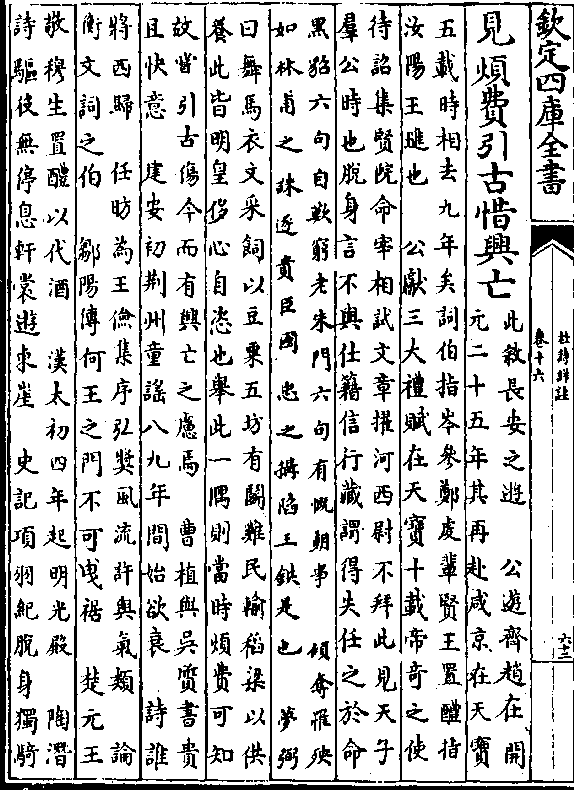 欽定四庫全書
杜詩詳註
卷十六
六十三
見煩費引古惜興亡
此敘長安之遊　公遊齊趙在開
元二十五年其再赴咸京在天寶
五載時相去九年矣詞伯指岑參鄭虔輩賢王置醴指
汝陽王璡也　公獻三大禮賦在天寶十載帝奇之使
待詔集賢院命宰相試文章擢河西尉不拜此見天子
羣公時也脫身言不與仕籍信行藏謂得失任之於命
黑貂六句自歎窮老朱門六句有慨朝事　傾奪罹殃
如林甫之誅逐貴臣國忠之搆陷王鉷是也　夢弼
曰舞馬衣文采飼以豆粟五坊有鬬雞民輸稻梁以供
養此皆明皇侈心自恣也舉此一隅則當時煩費可知
故嘗引古傷今而有興亡之慮焉　曹植與吳質書貴
且快意　建安初荆州童謡八九年間始欲衰　詩誰
將西歸　任昉為王儉集序弘奬風流許與氣類　論
衡文詞之伯　鄒陽傳何王之門不可曳裾　楚元王
敬穆生置醴以代酒　漢太初四年起明光殿　陶潛
詩驅役無停息軒裳遊東崖　史記項羽紀脫身獨騎